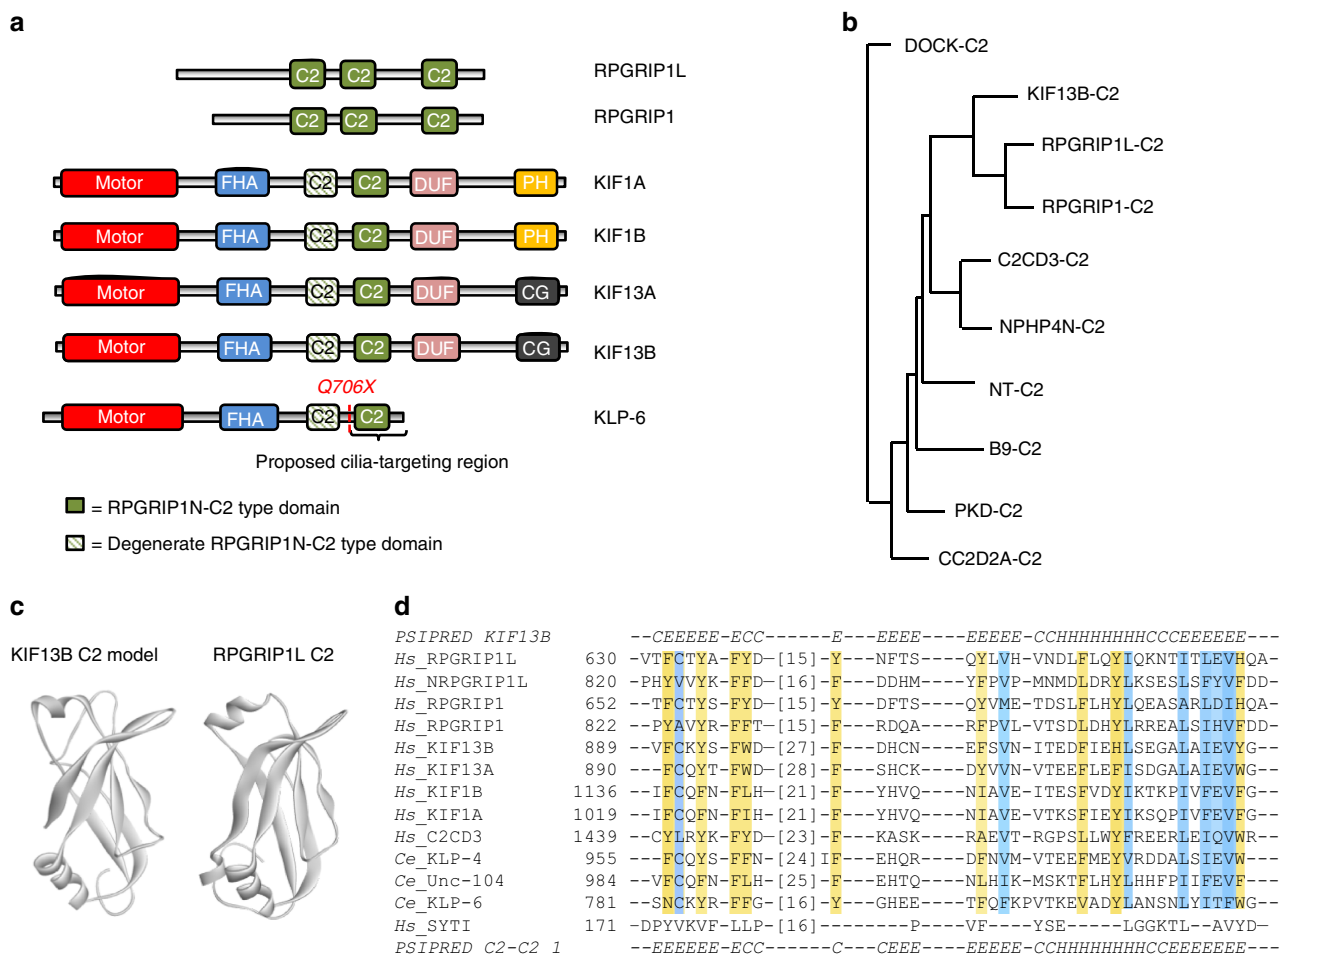 a
C2 C2 C2 RPGRIP1L
C2 C2 C2 RPGRIP1
Motor FHA C2 C2 DUF PH KIF1A
Motor FHA C2 C2 DUF PH KIF1B
Motor FHA C2 C2 DUF CG KIF13A
Motor FHA C2 C2 DUF CG KIF13B
Q706X
Motor FHA C2 C2 KLP-6
Proposed cilia-targeting region
= RPGRIP1N-C2 type domain
= Degenerate RPGRIP1N-C2 type domain
b
DOCK-C2
KIF13B-C2
RPGRIP1L-C2
RPGRIP1-C2
C2CD3-C2
NPHP4N-C2
NT-C2
B9-C2
PKD-C2
CC2D2A-C2
c
KIF13B C2 model RPGRIP1L C2
d
PSIPRED KIF13B --CEEEEE-ECC------E---EEEE----EEEEE-CCHHHHHHHHHCCCEEEEEE---
Hs_RPGRIP1L 630 -VTFCTYA-FYD-[15]-Y---NFTS----QYLVH-VNDLFLQYIQKNTITLEVHQA-
Hs_NRPGRIP1L 820 -PHYVVYK-FFD-[16]-F---DDHM----YFPVP-MNMDLDRYLKSESLSFYVFDD-
Hs_RPGRIP1 652 --TFCTYS-FYD-[15]-Y---DFTS----QYVME-TDSLFLHYLQEASARLDIHQA-
Hs_RPGRIP1 822 --PYAVYR-FFT-[15]-F---RDQA----RFPVL-VTSDLDHYLRREALSIHVFDD-
Hs_KIF13B 889 --VFCKYS-FWD-[27]-F---DHCN----EFSVN-ITEDFIEHLSEGALAIEVYG--
Hs_KIF13A 890 --NFCQYT-FWD-[28]-F---SHCK----DYVVN-VTEEFLEFISDGALAIEVWG--
Hs_KIF1B 1136 --IFCQFN-FLH-[21]-F---YHVQ----NIAVE-ITESFVDYIKTKPIVFEVFG--
Hs_KIF1A 1019 --IFCQFN-FIH-[21]-F---YHVQ----NIAVE-VTKSFIEYIKSQPIVFEVFG--
Hs_C2CD3 1439 --CYLRYK-FYD-[23]-F---KASK----RAEVT-RGPSLLWYFREERLEIQVWR--
Ce_KLP-4 955 --FFCQYS-FFN-[24]IF---EHQR----DFNVM-VTEEFMEYVRDDALSIEVW---
Ce_Unc-104 984 --VFCQFN-FLH-[25]-F---EHTQ----NLHIK-MSKTFLHYLHHFPIIFEVF---
Ce_KLP-6 781 --SNCKYR-FFG-[16]-Y---GHEE----TFQFKPVTKEVADYLANSNLYITFWG--
Hs_SYTI 171 -DPYVKVF-LLP-[16]--------P----VF----YSE-----LGGKTL--AVYD-
PSIPRED C2-C2_1 --EEEEEE-ECC------C---CEEE----EEEEE-CCHHHHHHHHHCCEEEEEEE---